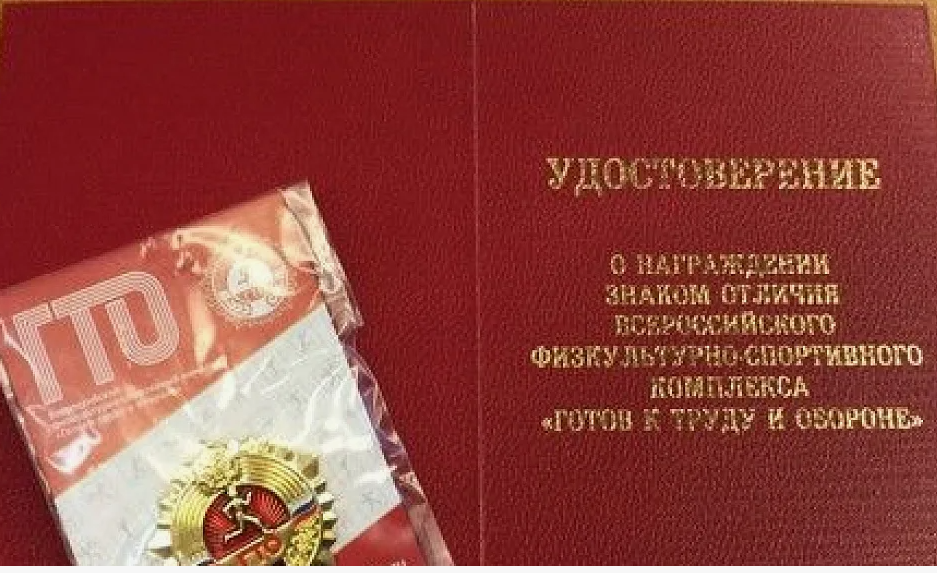 УДОСТОВЕРЕНИЕ
О НАГРАЖДЕНИИ
ЗНАКОМ ОТЛИЧИЯ
ВСЕРОССИЙСКОГО
ФИЗКУЛЬТУРНО-СПОРТИВНОГО
КОМПЛЕКСА
«ГОТОВ К ТРУДУ И ОБОРОНЕ»
ГТО
ГТО